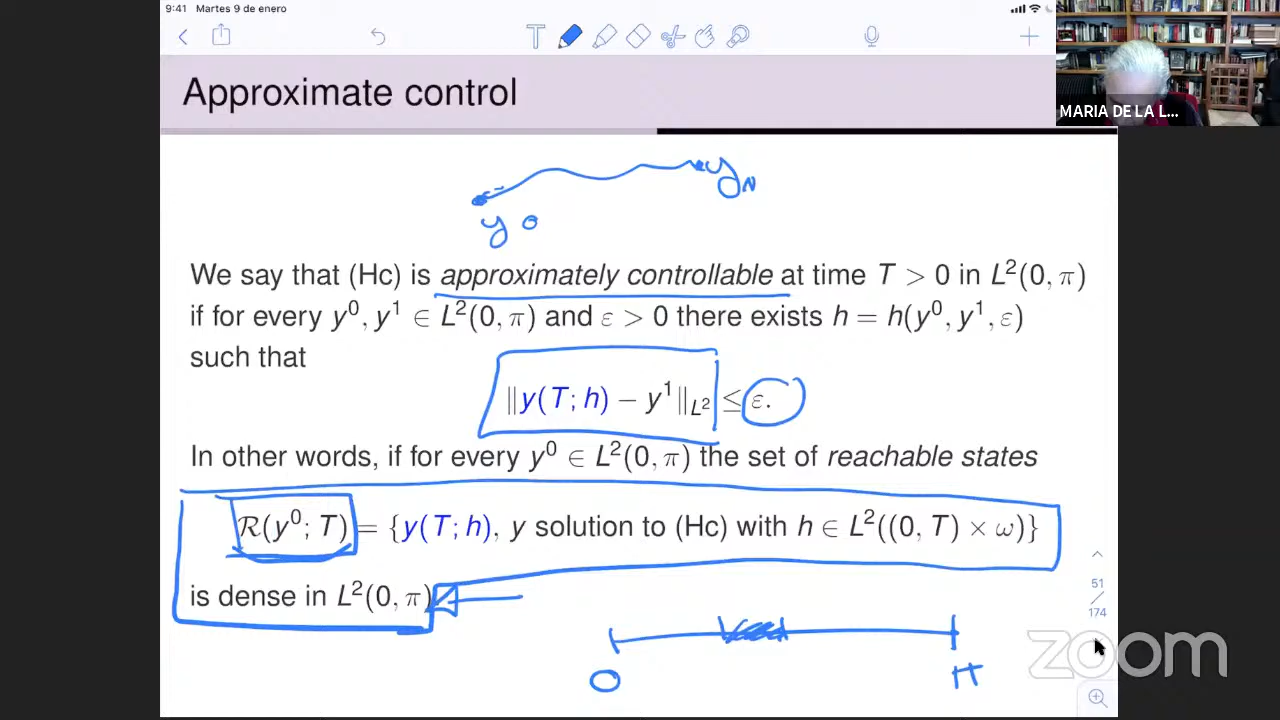 9:41 Martes 9 de enero
Approximate control
MARIA DE LA L...
y N
y 0
We say that (Hc) is approximately controllable at time T > 0 in L²(0, π)
if for every y⁰, y¹ ∈ L²(0, π) and ε > 0 there exists h = h(y⁰, y¹, ε)
such that
‖y(T; h) − y¹‖_L² ≤ ε.
In other words, if for every y⁰ ∈ L²(0, π) the set of reachable states
R(y⁰; T) = {y(T; h), y solution to (Hc) with h ∈ L²((0, T) × ω)}
is dense in L²(0, π)
51
/
174
0
π
zoom